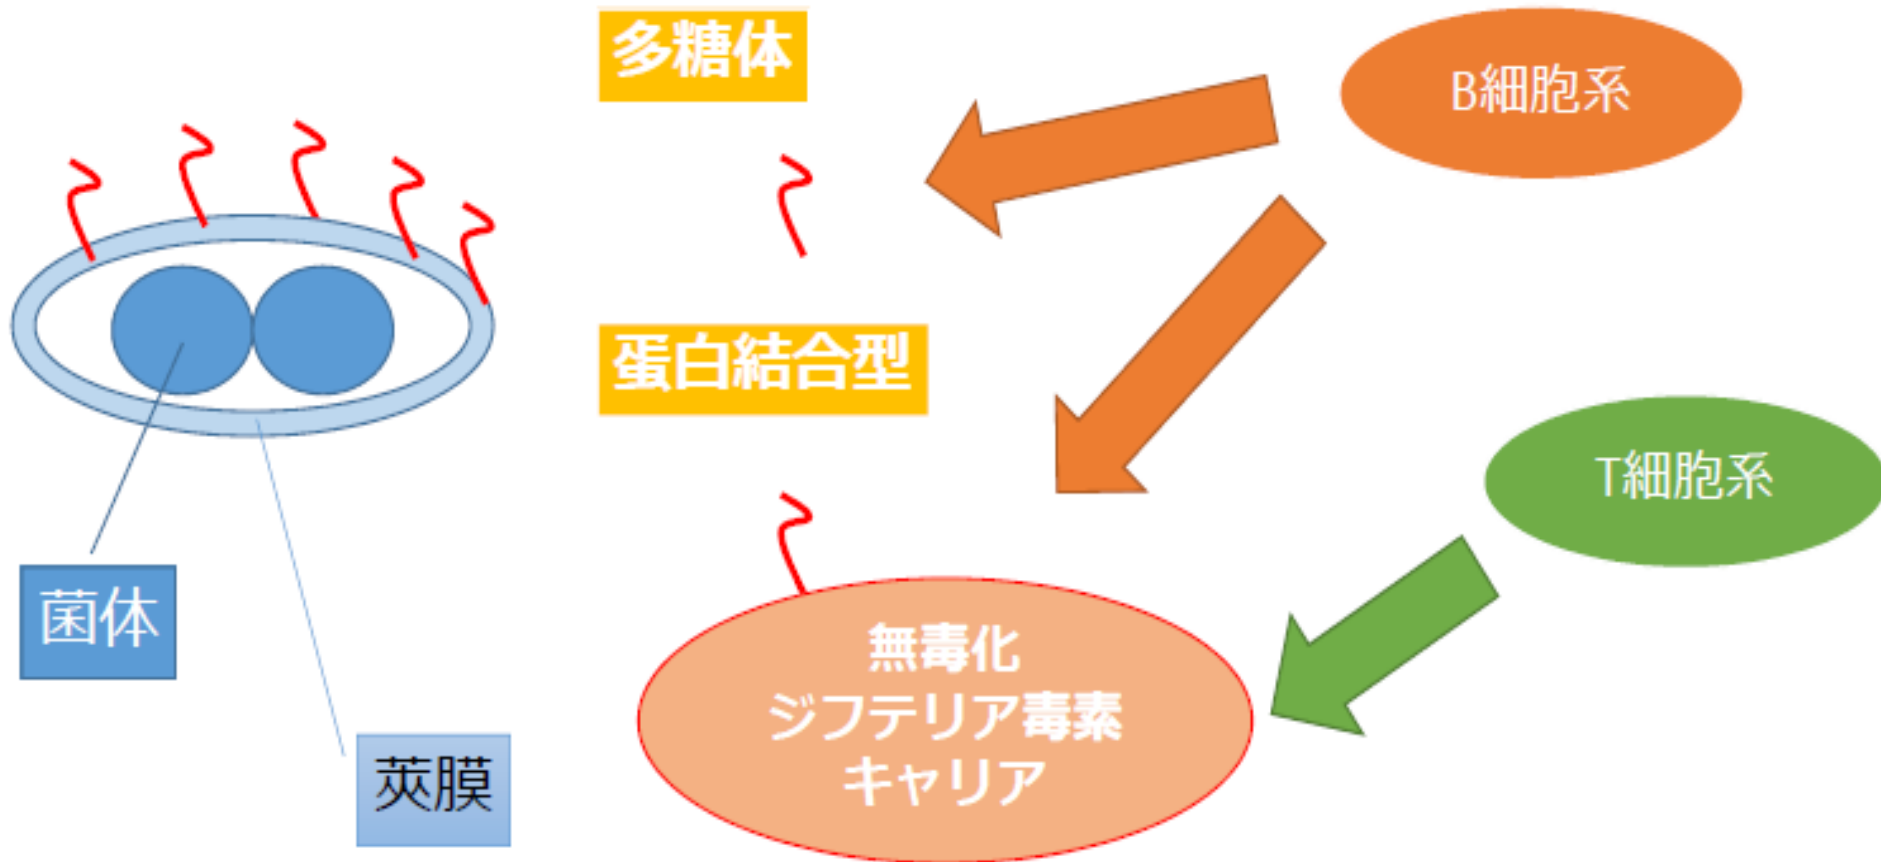 多糖体
B細胞系
蛋白結合型
T細胞系
菌体
無毒化
ジフテリア毒素
キャリア
莢膜